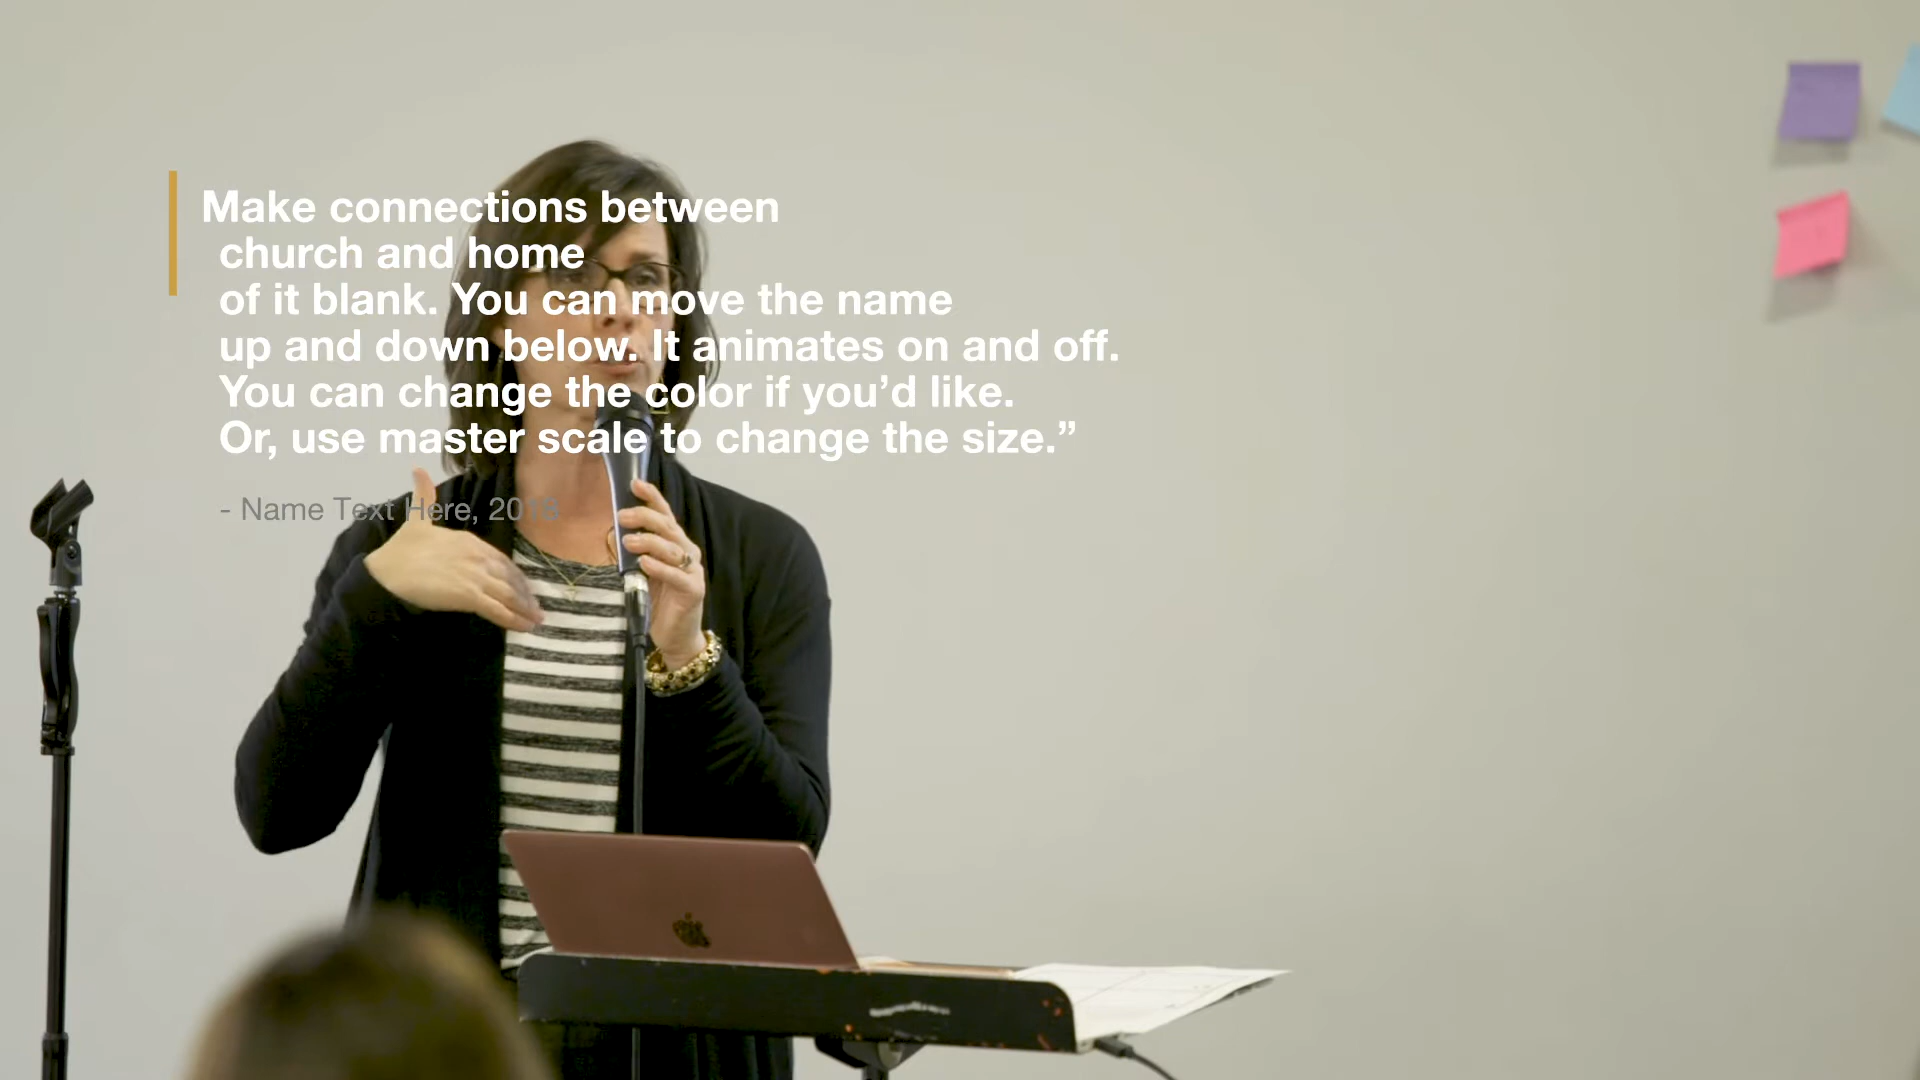 Make connections between
church and home
of it blank. You can move the name
up and down below. It animates on and off.
You can change the color if you’d like.
Or, use master scale to change the size.”
- Name Text Here, 2018